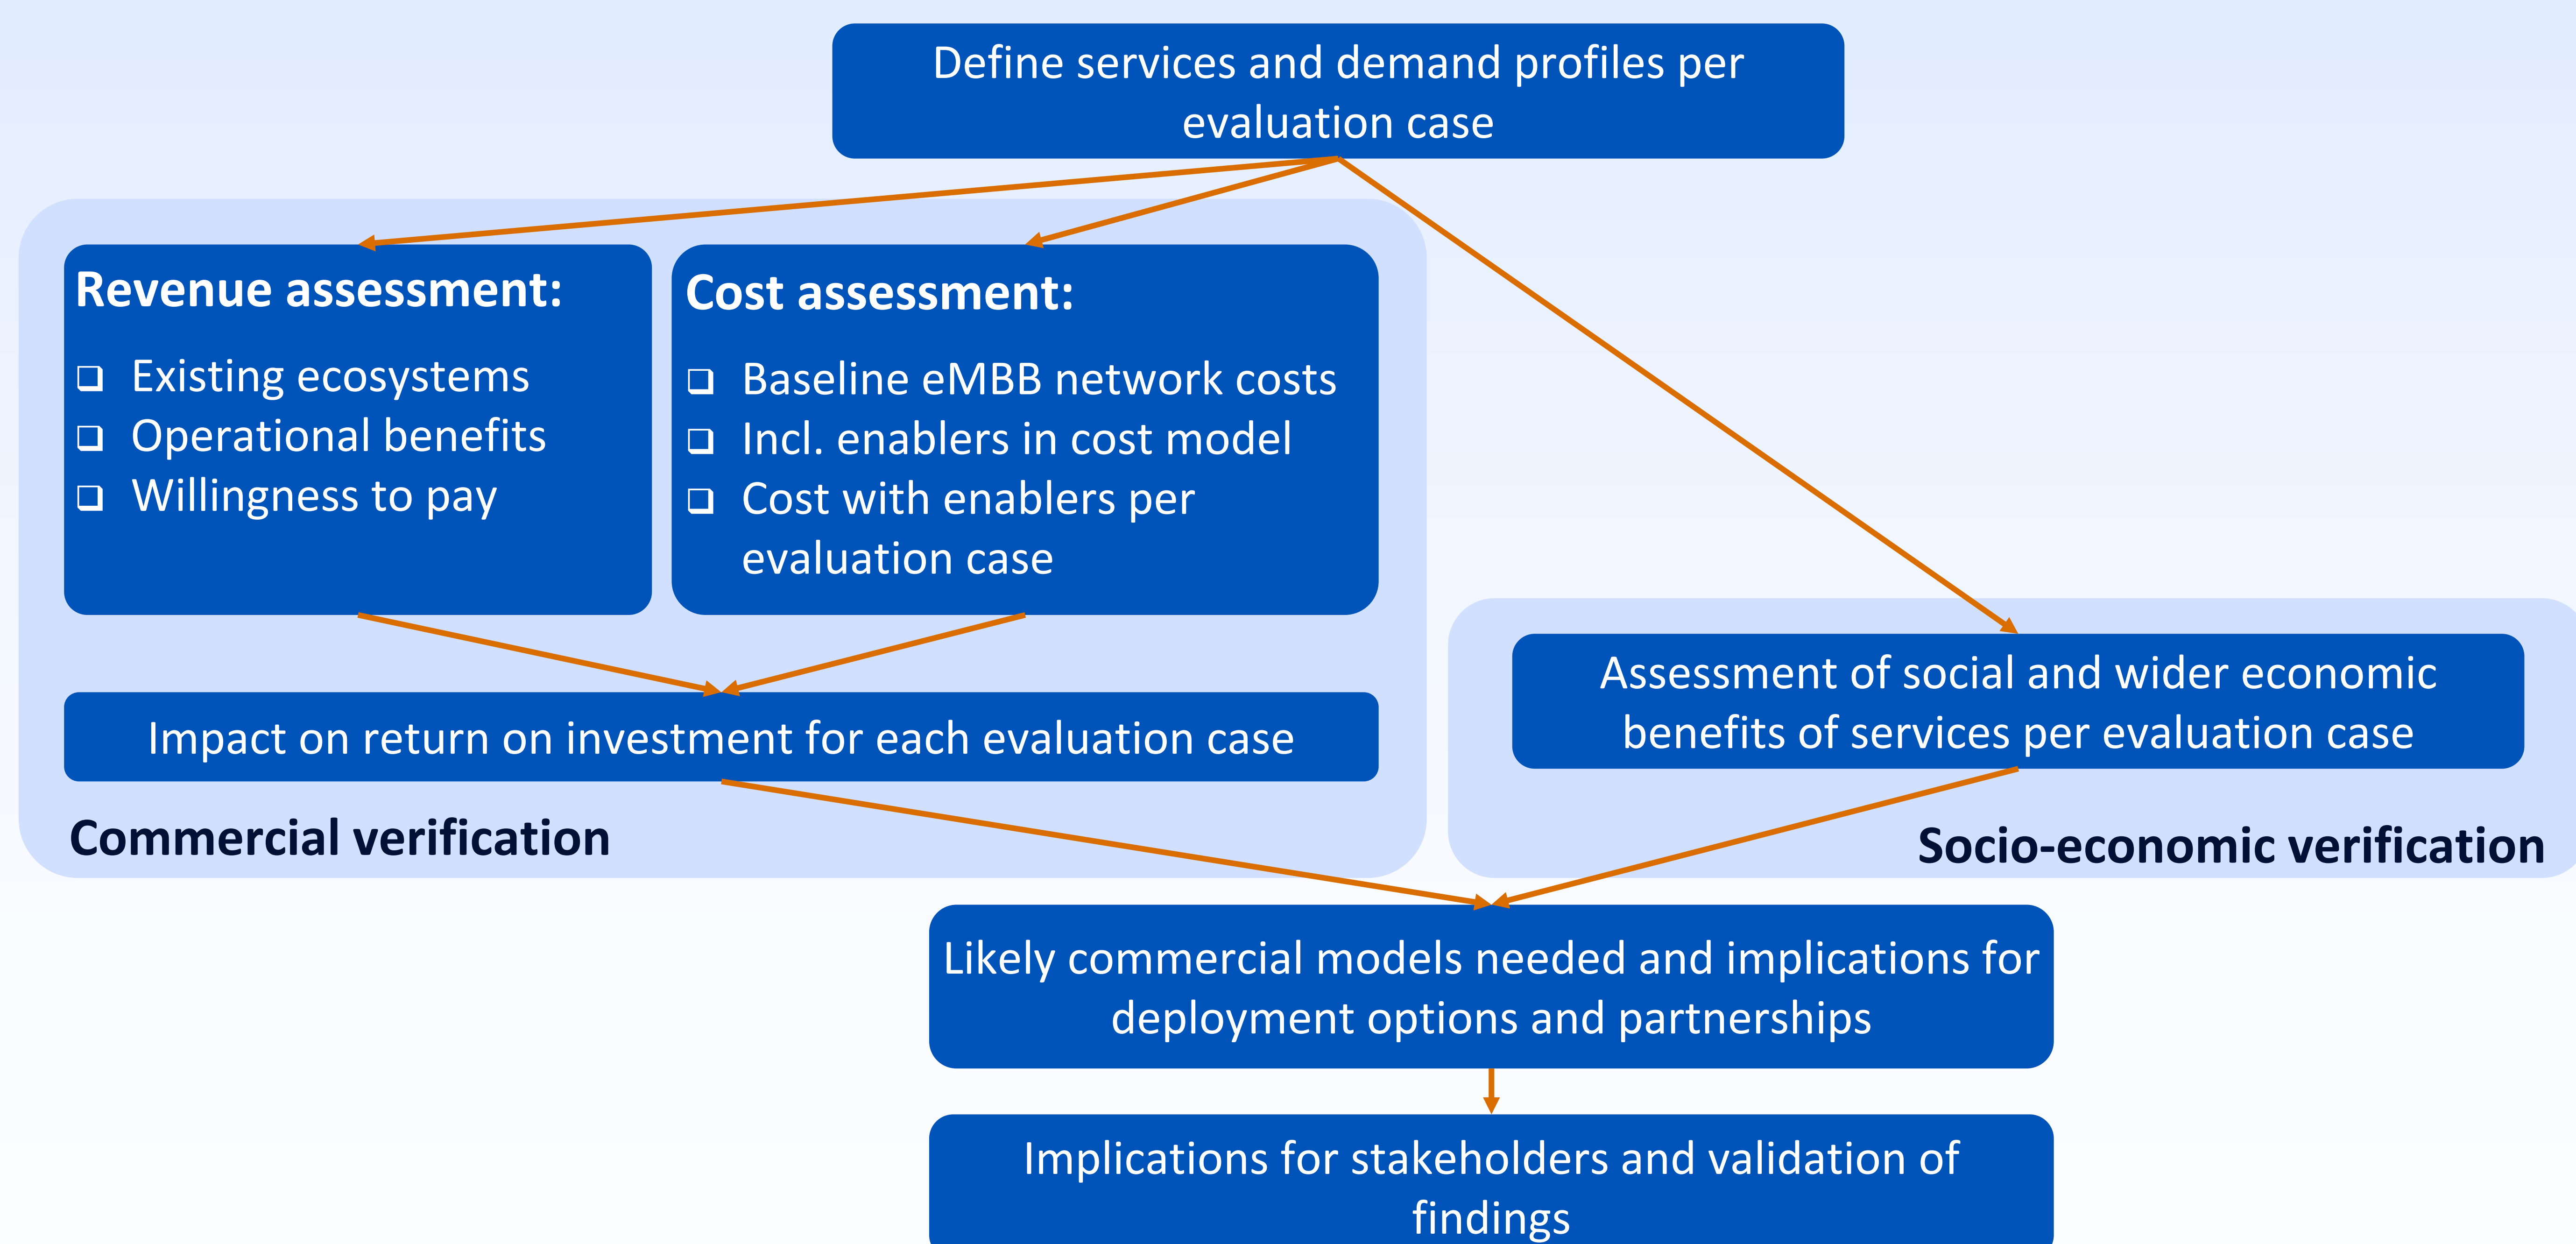 Define services and demand profiles per
evaluation case
Revenue assessment:
❑ Existing ecosystems
❑ Operational benefits
❑ Willingness to pay
Cost assessment:
❑ Baseline eMBB network costs
❑ Incl. enablers in cost model
❑ Cost with enablers per
evaluation case
Impact on return on investment for each evaluation case
Commercial verification
Assessment of social and wider economic
benefits of services per evaluation case
Socio-economic verification
Likely commercial models needed and implications for
deployment options and partnerships
Implications for stakeholders and validation of
findings